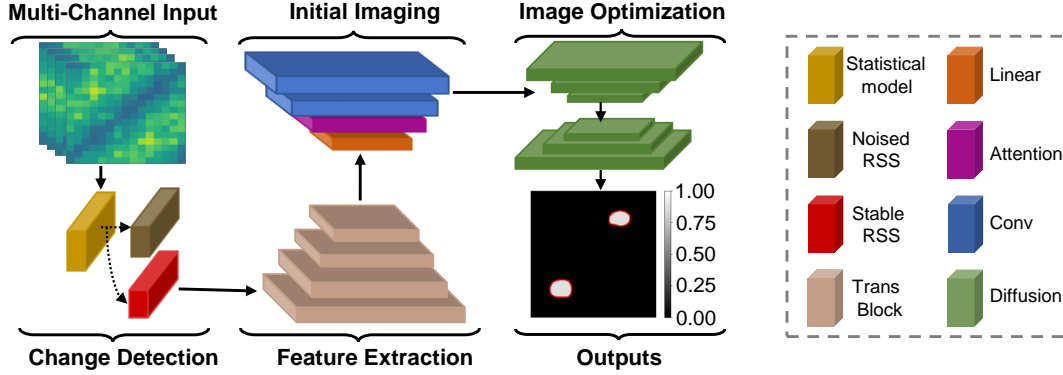 Multi-Channel Input
Initial Imaging
Image Optimization
1.00
0.75
0.50
0.25
0.00
Change Detection
Feature Extraction
Outputs
Statistical
model
Linear
Noised
RSS
Attention
Stable
RSS
Conv
Trans
Block
Diffusion